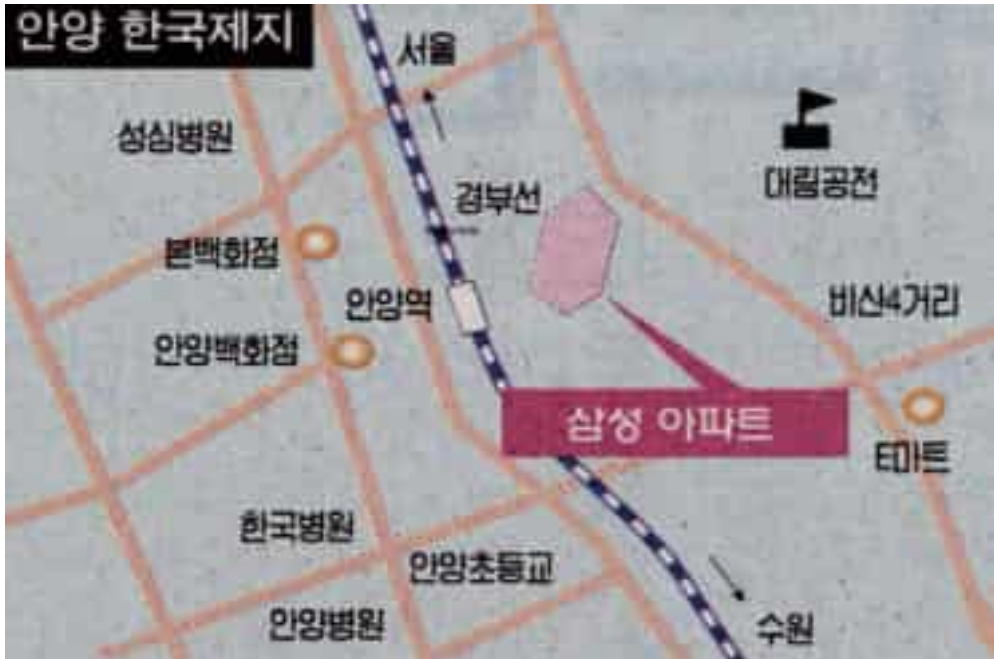 안양 한국제지
서울
성심병원
경부선
대림공전
본백화점
안양역
비산4거리
안양백화점
삼성 아파트
E마트
한국병원
안양초등교
안양병원
수원